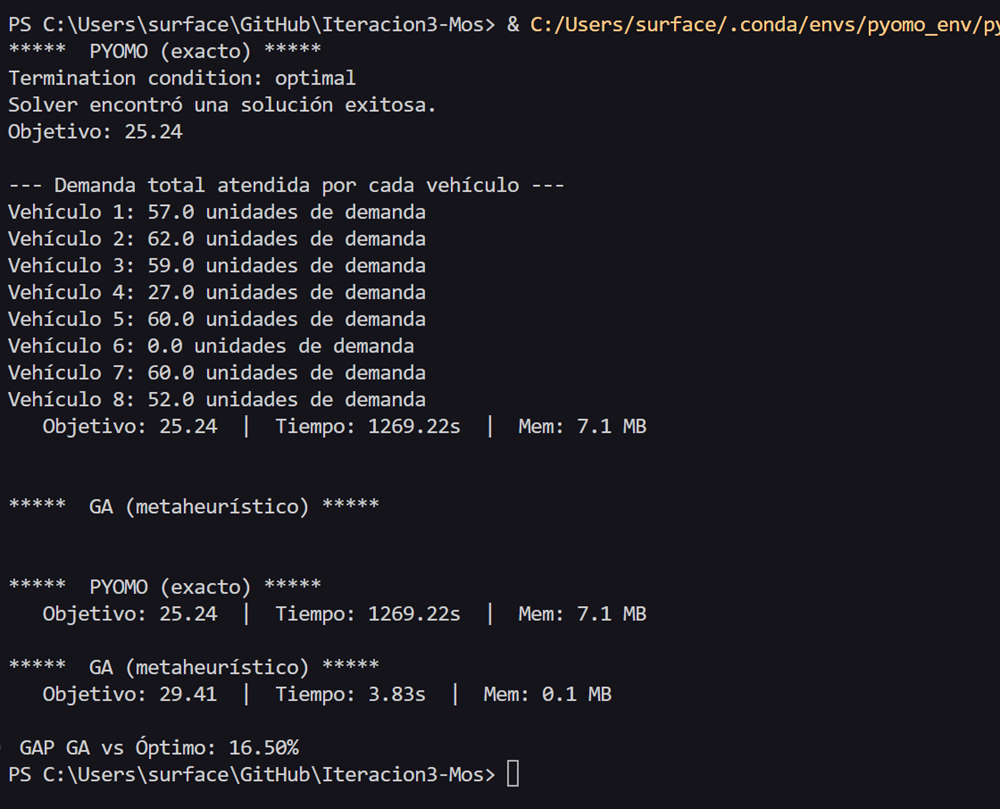 PS C:\Users\surface\GitHub\Iteracion3-Mos> & C:/Users/surface/.conda/envs/pyomo_env/py
***** PYOMO (exacto) *****
Termination condition: optimal
Solver encontró una solución exitosa.
Objetivo: 25.24
--- Demanda total atendida por cada vehículo ---
Vehículo 1: 57.0 unidades de demanda
Vehículo 2: 62.0 unidades de demanda
Vehículo 3: 59.0 unidades de demanda
Vehículo 4: 27.0 unidades de demanda
Vehículo 5: 60.0 unidades de demanda
Vehículo 6: 0.0 unidades de demanda
Vehículo 7: 60.0 unidades de demanda
Vehículo 8: 52.0 unidades de demanda
Objetivo: 25.24 | Tiempo: 1269.22s | Mem: 7.1 MB
***** GA (metaheurístico) *****
***** PYOMO (exacto) *****
Objetivo: 25.24 | Tiempo: 1269.22s | Mem: 7.1 MB
***** GA (metaheurístico) *****
Objetivo: 29.41 | Tiempo: 3.83s | Mem: 0.1 MB
GAP GA vs Óptimo: 16.50%
PS C:\Users\surface\GitHub\Iteracion3-Mos>